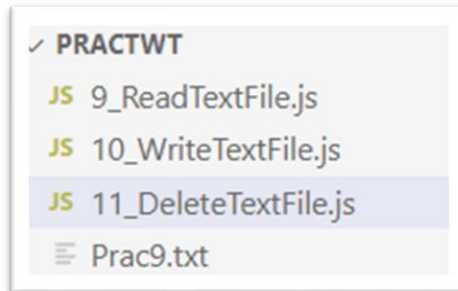 PRACTWT
JS 9_ReadTextFile.js
JS 10_WriteTextFile.js
JS 11_DeleteTextFile.js
Prac9.txt